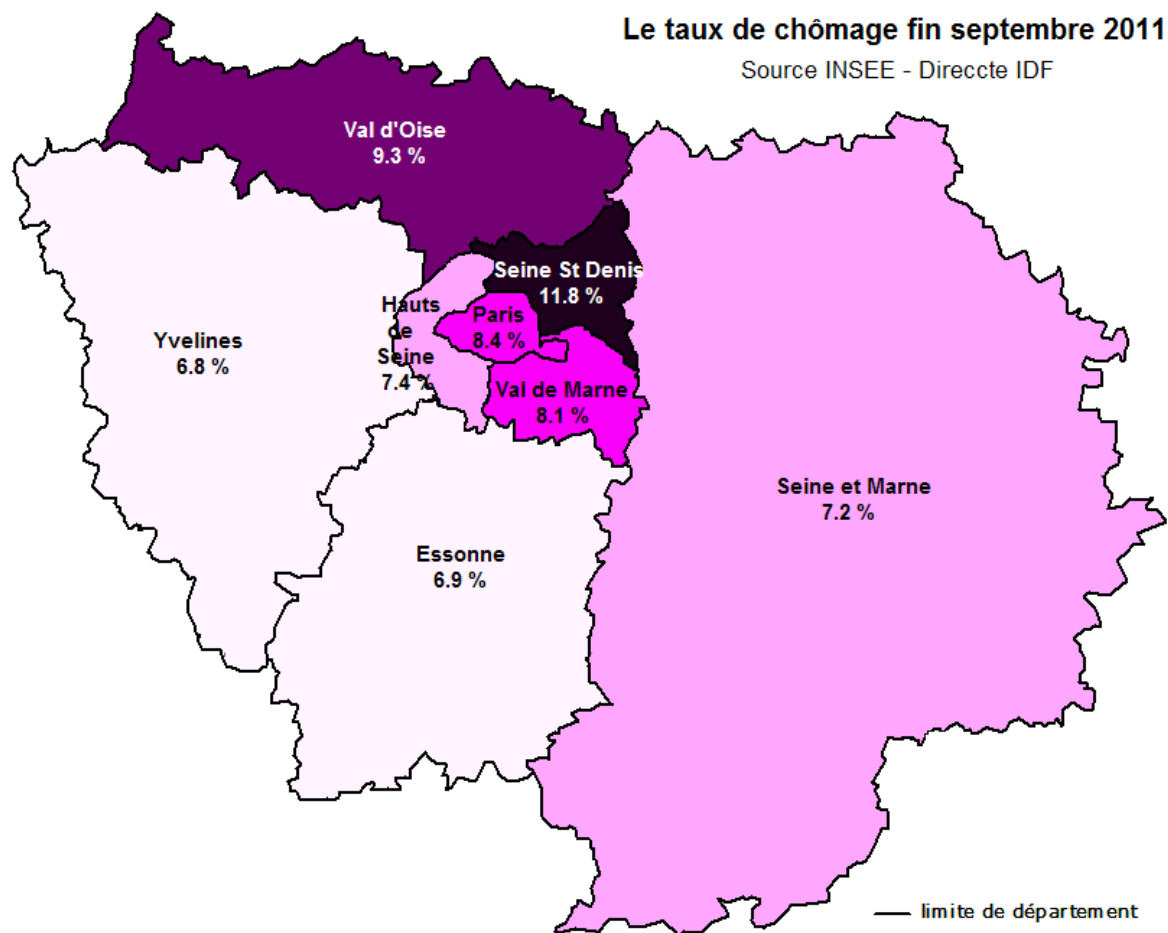 Le taux de chômage fin septembre 2011
Source INSEE - Direccte IDF
Val d'Oise
9.3 %
Seine St Denis
11.8 %
Hauts
de
Seine
7.4 %
Paris
8.4 %
Yvelines
6.8 %
Val de Marne
8.1 %
Seine et Marne
7.2 %
Essonne
6.9 %
limite de département